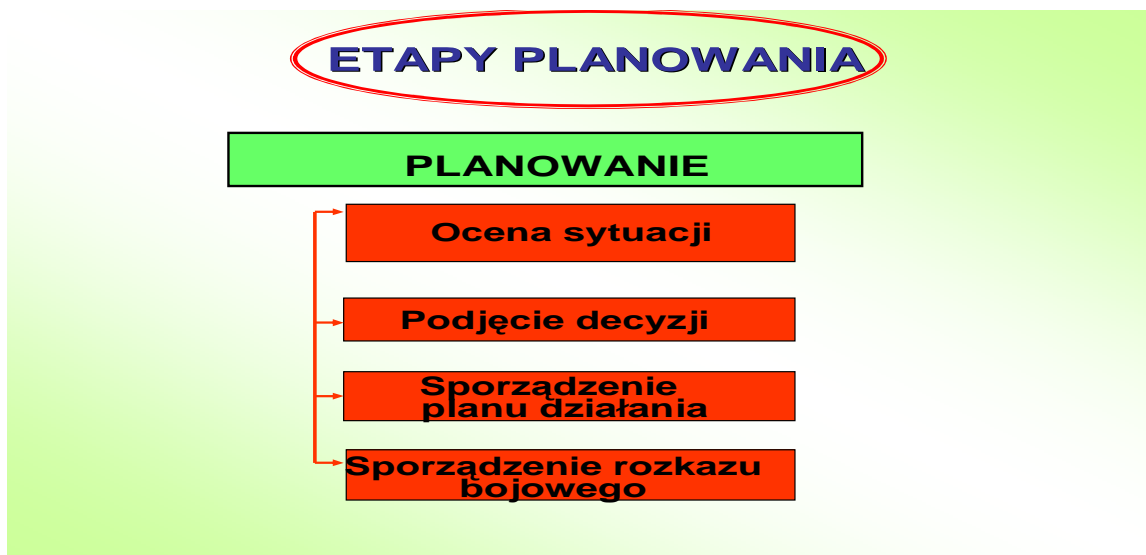 ETAPY PLANOWANIA
PLANOWANIE
Ocena sytuacji
Podjęcie decyzji
Sporządzenie
planu działania
Sporządzenie rozkazu
bojowego